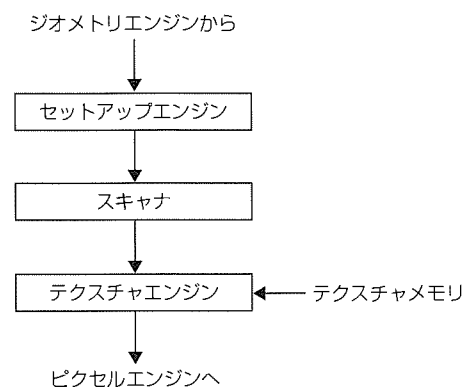 ジオメトリエンジンから
セットアップエンジン
スキャナ
テクスチャエンジン
テクスチャメモリ
ピクセルエンジンへ